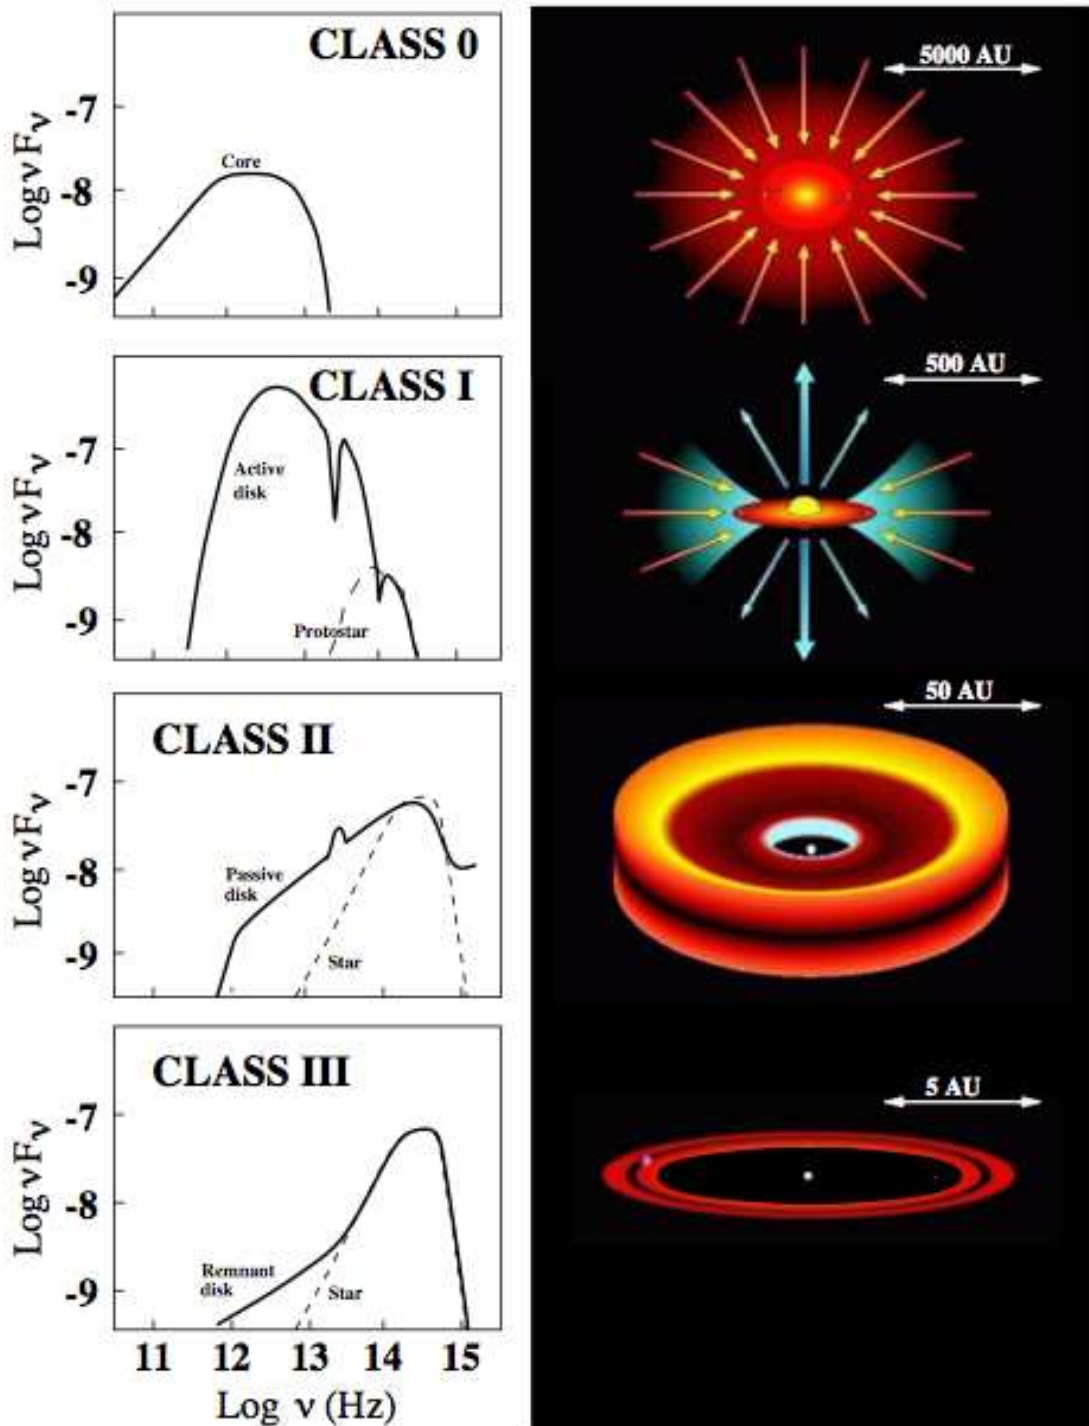 CLASS 0
Log νFν
-7
-8
-9
Core
5000 AU
CLASS I
Log νFν
-7
-8
-9
Active
disk
Protostar
500 AU
CLASS II
Log νFν
-7
-8
-9
Passive
disk
Star
50 AU
CLASS III
Log νFν
-7
-8
-9
Remnant
disk
Star
5 AU
11 12 13 14 15
Log ν (Hz)